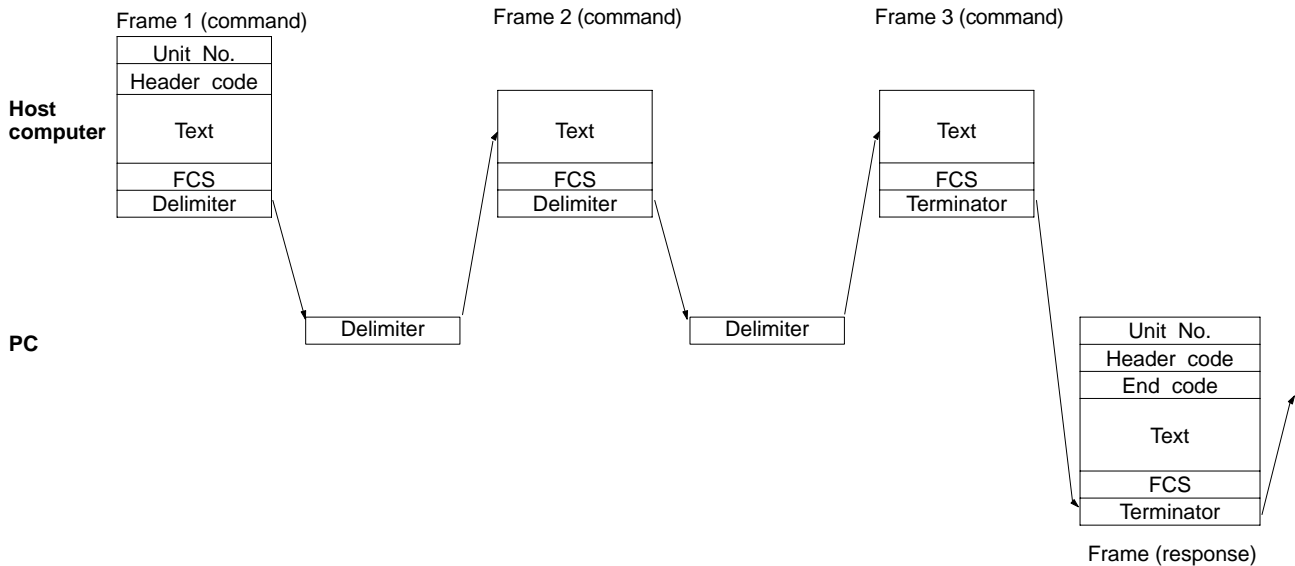 Frame 1 (command)
Frame 2 (command)
Frame 3 (command)
Host
computer
Unit No.
Header code
Text
FCS
Delimiter
Text
FCS
Delimiter
Text
FCS
Terminator
PC
Delimiter
Delimiter
Unit No.
Header code
End code
Text
FCS
Terminator
Frame (response)